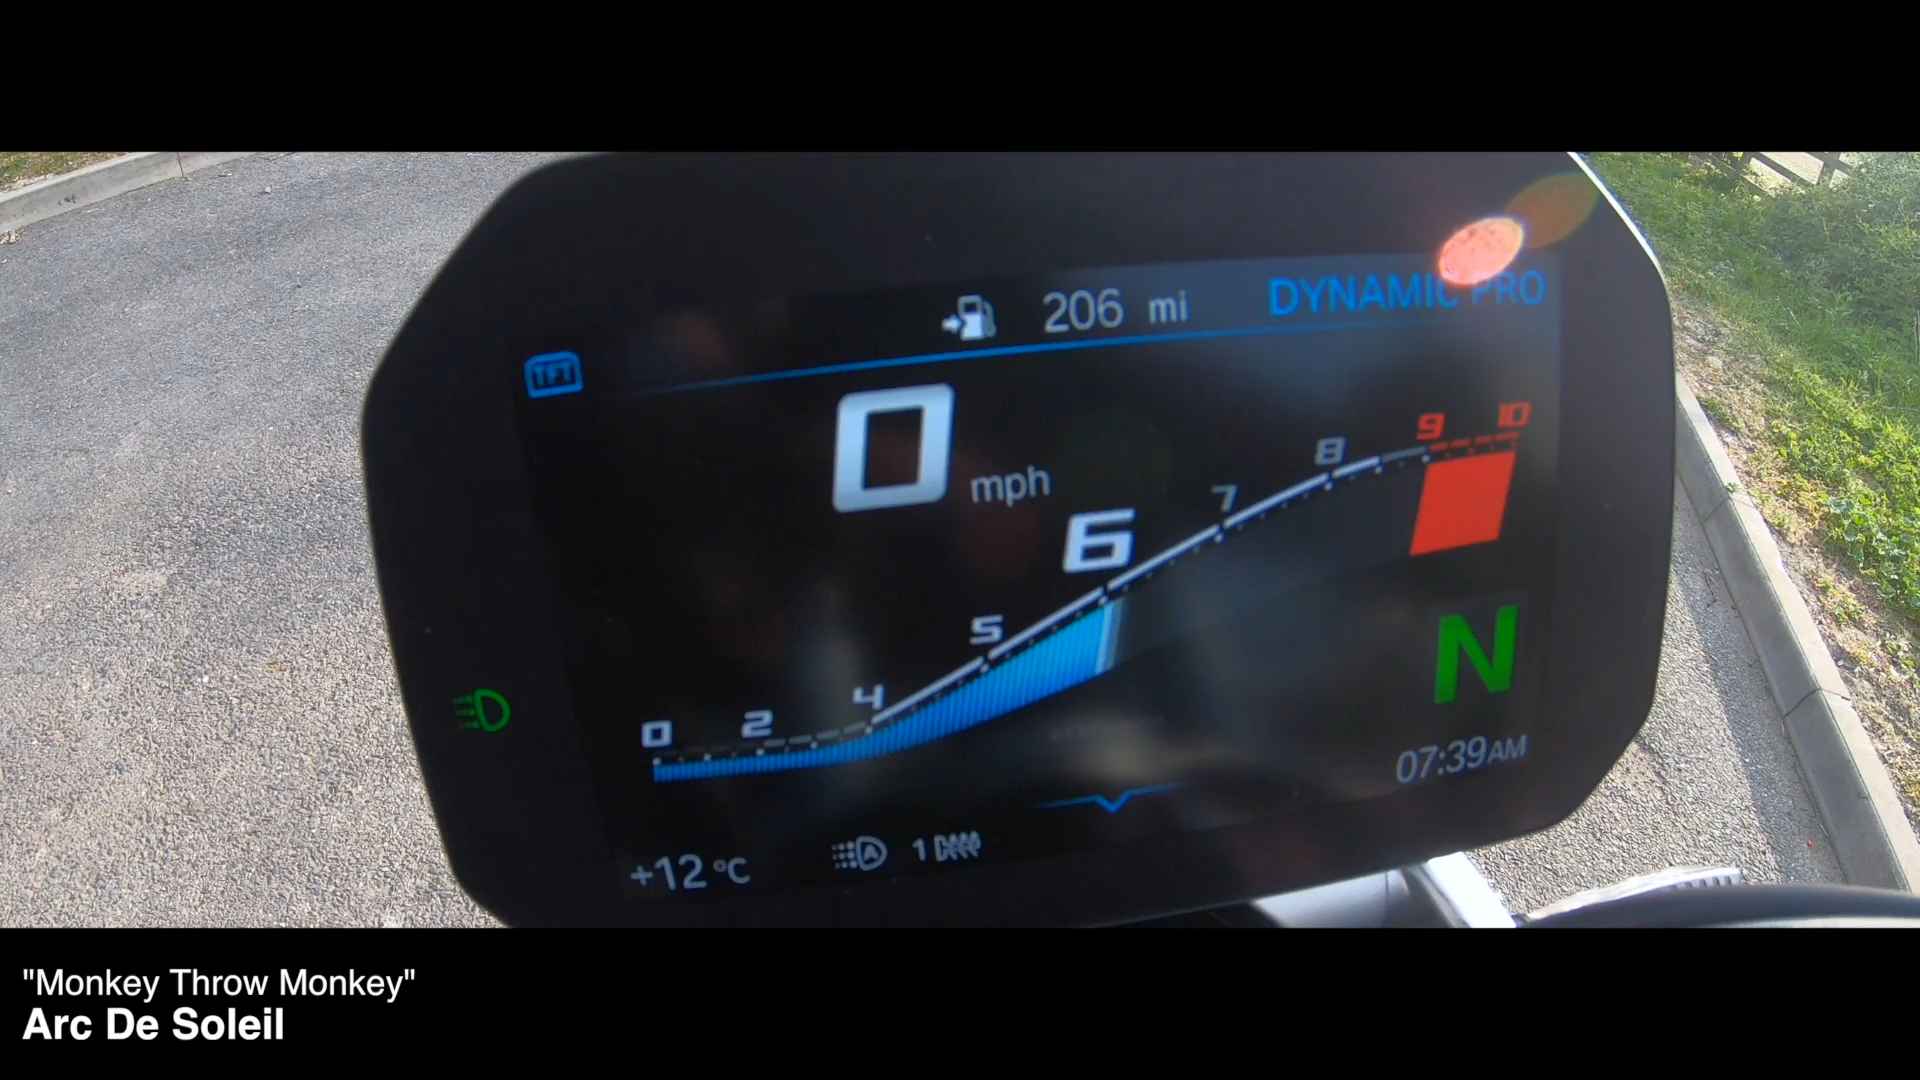 206 mi
DYNAMIC PRO
TFT
0 mph
0 2 4 5 6 7 8 9 10
N
07:39AM
+12°C
A
1
"Monkey Throw Monkey"
Arc De Soleil